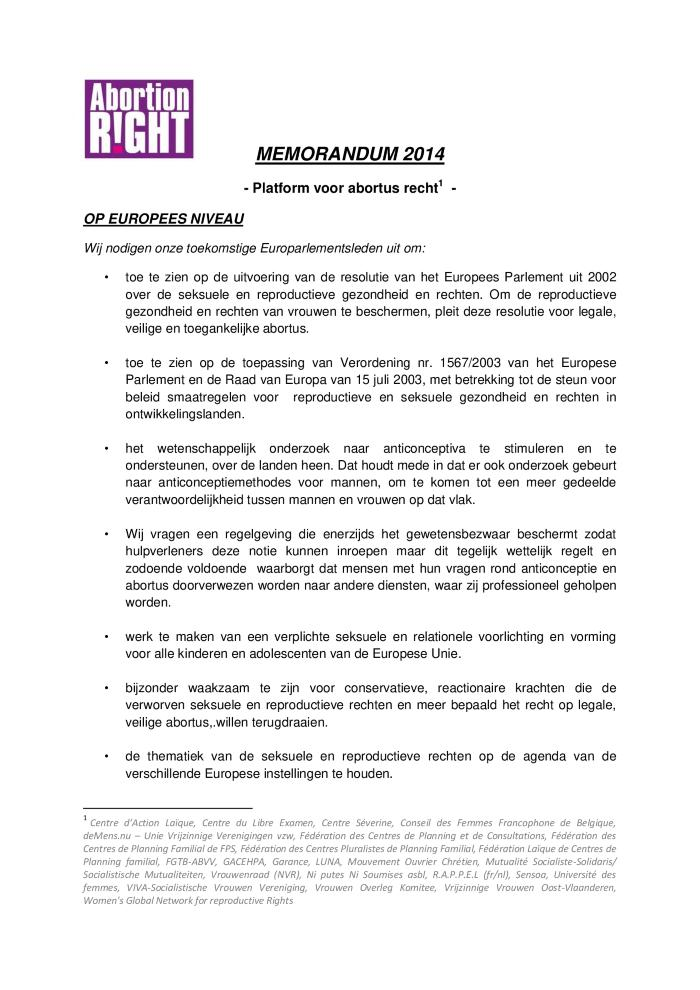 Abortion
R!GHT
MEMORANDUM 2014
- Platform voor abortus recht1 -
OP EUROPEES NIVEAU
Wij nodigen onze toekomstige Europarlementsleden uit om:
• toe te zien op de uitvoering van de resolutie van het Europees Parlement uit 2002
over de seksuele en reproductieve gezondheid en rechten. Om de reproductieve
gezondheid en rechten van vrouwen te beschermen, pleit deze resolutie voor legale,
veilige en toegankelijke abortus.
• toe te zien op de toepassing van Verordening nr. 1567/2003 van het Europese
Parlement en de Raad van Europa van 15 juli 2003, met betrekking tot de steun voor
beleid smaatregelen voor reproductieve en seksuele gezondheid en rechten in
ontwikkelingslanden.
• het wetenschappelijk onderzoek naar anticonceptiva te stimuleren en te
ondersteunen, over de landen heen. Dat houdt mede in dat er ook onderzoek gebeurt
naar anticonceptiemethodes voor mannen, om te komen tot een meer gedeelde
verantwoordelijkheid tussen mannen en vrouwen op dat vlak.
• Wij vragen een regelgeving die enerzijds het gewetensbezwaar beschermt zodat
hulpverleners deze notie kunnen inroepen maar dit tegelijk wettelijk regelt en
zodoende voldoende waarborgt dat mensen met hun vragen rond anticonceptie en
abortus doorverwezen worden naar andere diensten, waar zij professioneel geholpen
worden.
• werk te maken van een verplichte seksuele en relationele voorlichting en vorming
voor alle kinderen en adolescenten van de Europese Unie.
• bijzonder waakzaam te zijn voor conservatieve, reactionaire krachten die de
verworven seksuele en reproductieve rechten en meer bepaald het recht op legale,
veilige abortus,.willen terugdraaien.
• de thematiek van de seksuele en reproductieve rechten op de agenda van de
verschillende Europese instellingen te houden.
1 Centre d'Action Laïque, Centre du Libre Examen, Centre Séverine, Conseil des Femmes Francophone de Belgique,
deMens.nu – Unie Vrijzinnige Verenigingen vzw, Fédération des Centres de Planning et de Consultations, Fédération des
Centres de Planning Familial de FPS, Fédération des Centres Pluralistes de Planning Familial, Fédération Laïque de Centres de
Planning familial, FGTB-ABVV, GACEHPA, Garance, LUNA, Mouvement Ouvrier Chrétien, Mutualité Socialiste-Solidaris/
Socialistische Mutualiteiten, Vrouwenraad (NVR), Ni putes Ni Soumises asbl, R.A.P.P.E.L (fr/nl), Sensoa, Université des
femmes, VIVA-Socialistische Vrouwen Vereniging, Vrouwen Overleg Komitee, Vrijzinnige Vrouwen Oost-Vlaanderen,
Women's Global Network for reproductive Rights